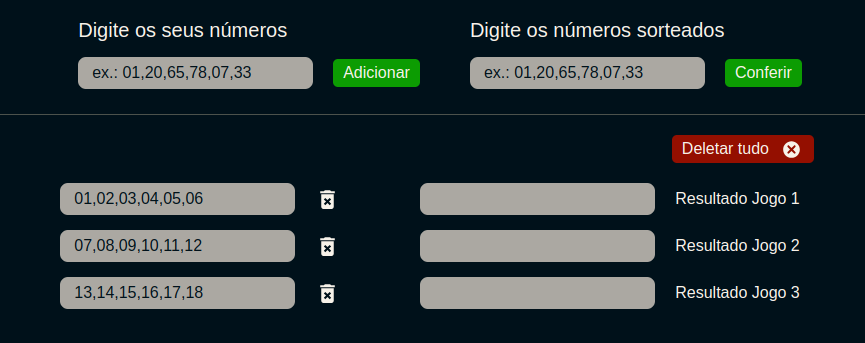 Digite os seus números
Digite os números sorteados
ex.: 01,20,65,78,07,33
Adicionar
ex.: 01,20,65,78,07,33
Conferir
Deletar tudo
01,02,03,04,05,06
Resultado Jogo 1
07,08,09,10,11,12
Resultado Jogo 2
13,14,15,16,17,18
Resultado Jogo 3